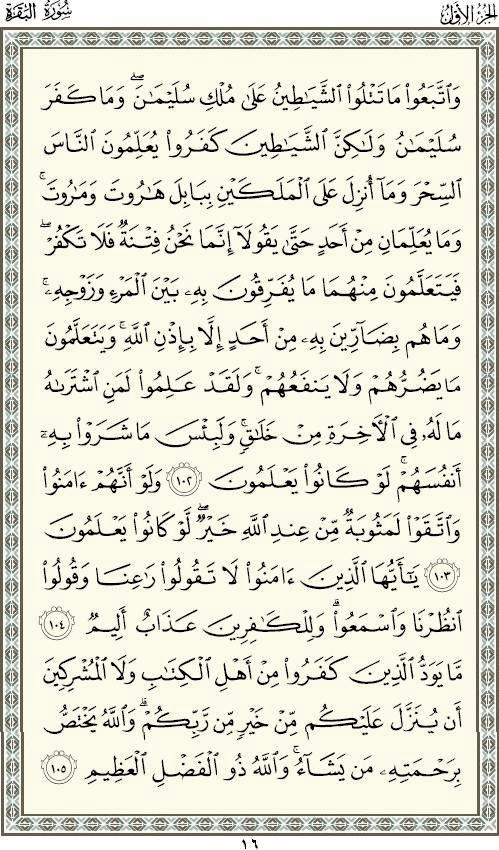 الجزء الأول
سورة البقرة
وَٱتَّبَعُوا۟ مَا تَتْلُوا۟ ٱلشَّيَـٰطِينُ عَلَىٰ مُلْكِ سُلَيْمَـٰنَ ۖ وَمَا كَفَرَ
سُلَيْمَـٰنُ وَلَـٰكِنَّ ٱلشَّيَـٰطِينَ كَفَرُوا۟ يُعَلِّمُونَ ٱلنَّاسَ
ٱلسِّحْرَ وَمَآ أُنزِلَ عَلَى ٱلْمَلَكَيْنِ بِبَابِلَ هَـٰرُوتَ وَمَـٰرُوتَ ۚ
وَمَا يُعَلِّمَانِ مِنْ أَحَدٍ حَتَّىٰ يَقُولَآ إِنَّمَا نَحْنُ فِتْنَةٌ فَلَا تَكْفُرْ ۖ
فَيَتَعَلَّمُونَ مِنْهُمَا مَا يُفَرِّقُونَ بِهِۦ بَيْنَ ٱلْمَرْءِ وَزَوْجِهِۦ ۚ
وَمَا هُم بِضَآرِّينَ بِهِۦ مِنْ أَحَدٍ إِلَّا بِإِذْنِ ٱللَّهِ ۚ وَيَتَعَلَّمُونَ
مَا يَضُرُّهُمْ وَلَا يَنفَعُهُمْ ۚ وَلَقَدْ عَلِمُوا۟ لَمَنِ ٱشْتَرَىٰهُ
مَا لَهُۥ فِى ٱلْـَٔاخِرَةِ مِنْ خَلَـٰقٍ ۚ وَلَبِئْسَ مَا شَرَوْا۟ بِهِۦٓ
أَنفُسَهُمْ ۚ لَوْ كَانُوا۟ يَعْلَمُونَ ١٠٢ وَلَوْ أَنَّهُمْ ءَامَنُوا۟
وَٱتَّقَوْا۟ لَمَثُوبَةٌ مِّنْ عِندِ ٱللَّهِ خَيْرٌ ۖ لَّوْ كَانُوا۟ يَعْلَمُونَ
١٠٣ يَـٰٓأَيُّهَا ٱلَّذِينَ ءَامَنُوا۟ لَا تَقُولُوا۟ رَٰعِنَا وَقُولُوا۟
ٱنظُرْنَا وَٱسْمَعُوا۟ ۗ وَلِلْكَـٰفِرِينَ عَذَابٌ أَلِيمٌ ١٠٤
مَّا يَوَدُّ ٱلَّذِينَ كَفَرُوا۟ مِنْ أَهْلِ ٱلْكِتَـٰبِ وَلَا ٱلْمُشْرِكِينَ
أَن يُنَزَّلَ عَلَيْكُم مِّنْ خَيْرٍ مِّن رَّبِّكُمْ ۗ وَٱللَّهُ يَخْتَصُّ
بِرَحْمَتِهِۦ مَن يَشَآءُ ۚ وَٱللَّهُ ذُو ٱلْفَضْلِ ٱلْعَظِيمِ ١٠٥
١٦